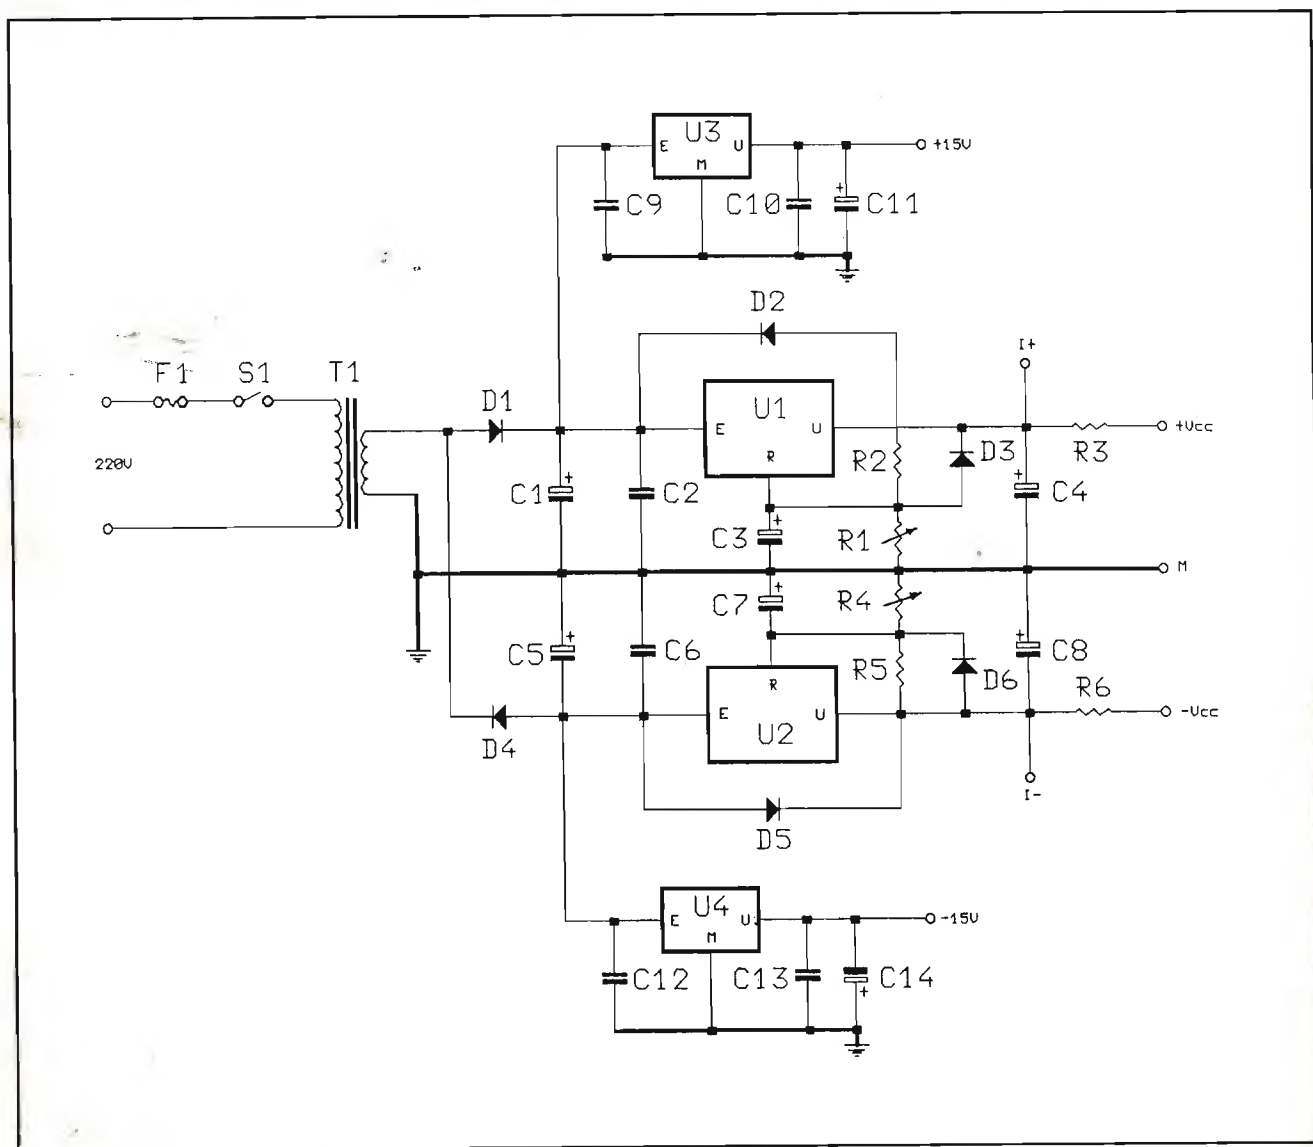 U3
E
U
M
+15V
C9
C10
C11
+
D2
I+
F1
S1
T1
D1
U1
E
U
R
R2
D3
R3
+Vcc
220V
C1
+
C2
C3
+
R1
C4
+
M
C7
+
R4
C5
+
C6
R
R5
D6
C8
+
R6
E
U
U2
-Vcc
D4
I-
D5
U4
E
U
M
-15V
C12
C13
C14
+